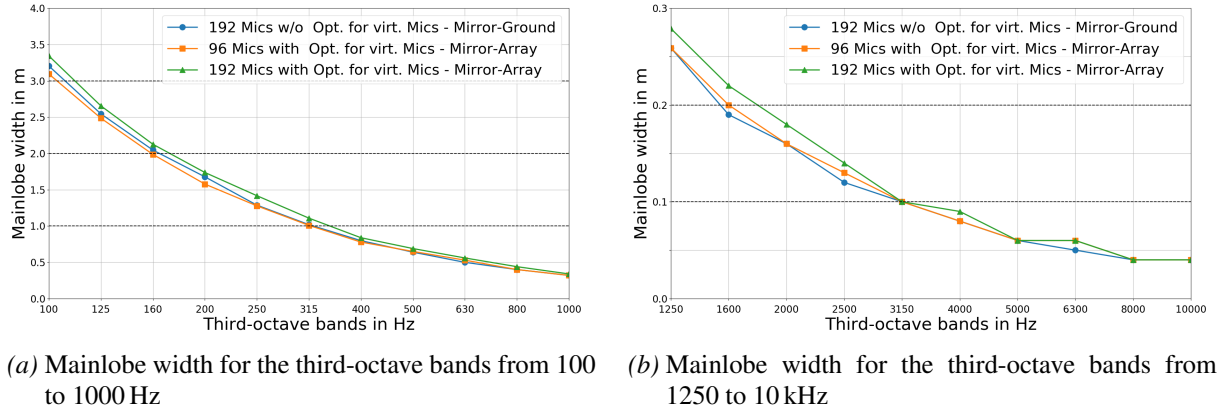 4.0
3.5
3.0
2.5
2.0
1.5
1.0
0.5
0.0
Mainlobe width in m
192 Mics w/o  Opt. for virt. Mics - Mirror-Ground
96 Mics with  Opt. for virt. Mics - Mirror-Array
192 Mics with Opt. for virt. Mics - Mirror-Array
100 125 160 200 250 315 400 500 630 800 1000
Third-octave bands in Hz
(a) Mainlobe width for the third-octave bands from 100
to 1000 Hz
0.3
0.2
0.1
0.0
Mainlobe width in m
192 Mics w/o  Opt. for virt. Mics - Mirror-Ground
96 Mics with  Opt. for virt. Mics - Mirror-Array
192 Mics with Opt. for virt. Mics - Mirror-Array
1250 1600 2000 2500 3150 4000 5000 6300 8000 10000
Third-octave bands in Hz
(b) Mainlobe width for the third-octave bands from
1250 to 10 kHz